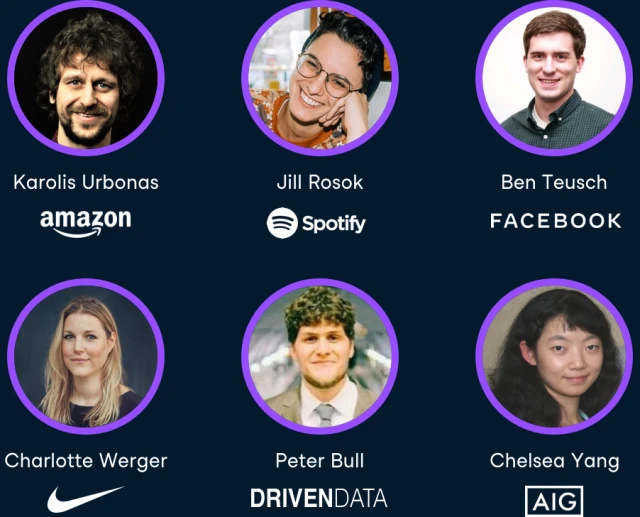 Karolis Urbonas
Jill Rosok
Ben Teusch
amazon
Spotify
FACEBOOK
Charlotte Werger
Peter Bull
Chelsea Yang
DRIVENDATA
AIG